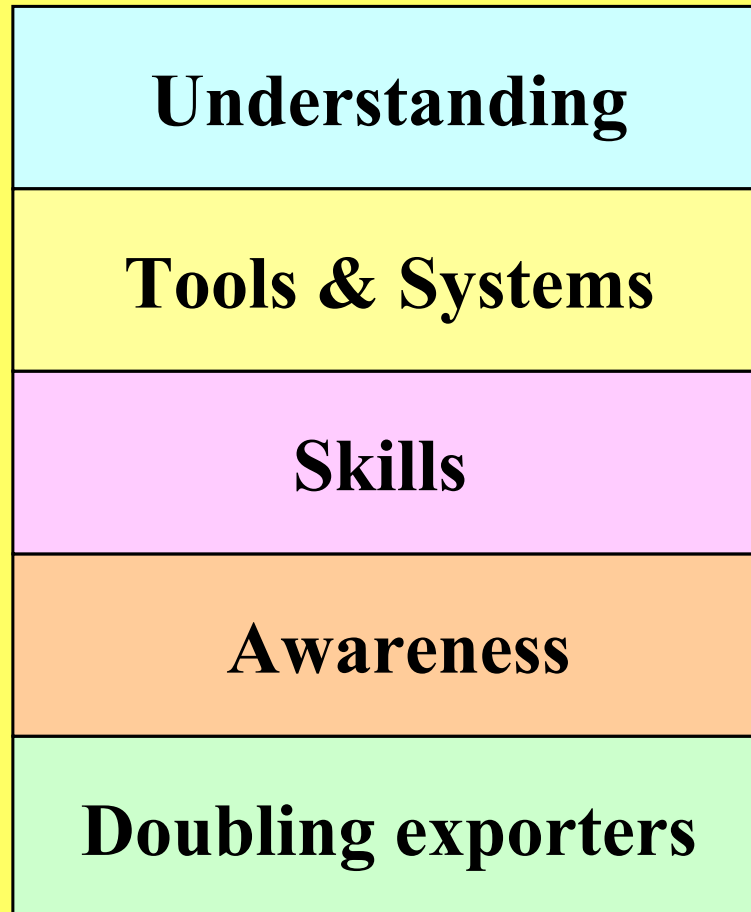 Understanding
Tools & Systems
Skills
Awareness
Doubling exporters